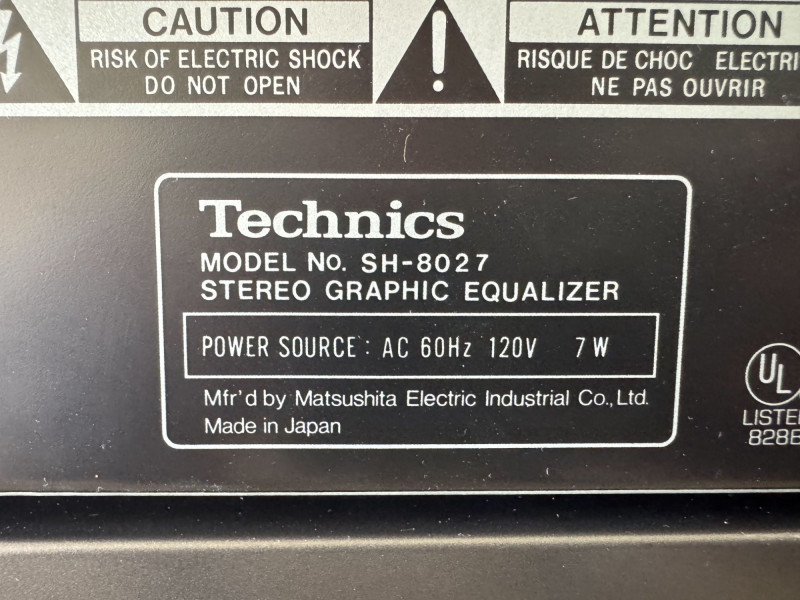 CAUTION
RISK OF ELECTRIC SHOCK
DO NOT OPEN
ATTENTION
RISQUE DE CHOC
NE PAS OUVRIR
Technics
MODEL No. SH-8027
STEREO GRAPHIC EQUALIZER
POWER SOURCE: AC 60Hz 120V 7W
Mfr'd by Matsushita Electric Industrial Co., Ltd.
Made in Japan
UL